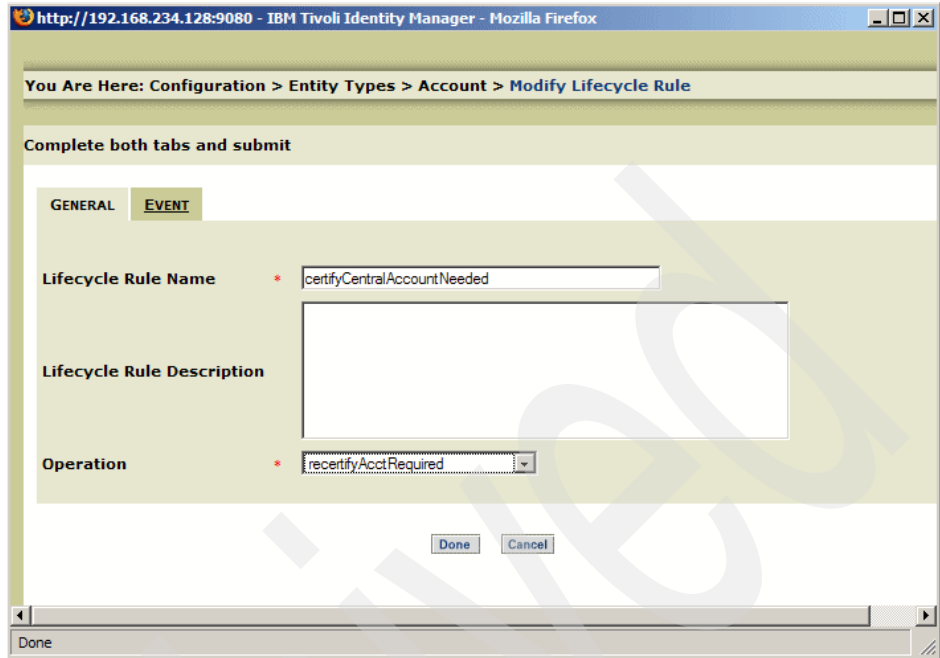 http://192.168.234.128:9080 - IBM Tivoli Identity Manager - Mozilla Firefox
You Are Here: Configuration > Entity Types > Account > Modify Lifecycle Rule
Complete both tabs and submit
GENERAL EVENT
Lifecycle Rule Name * certifyCentralAccountNeeded
Lifecycle Rule Description
Operation * recertifyAcctRequired
Done Cancel
Done